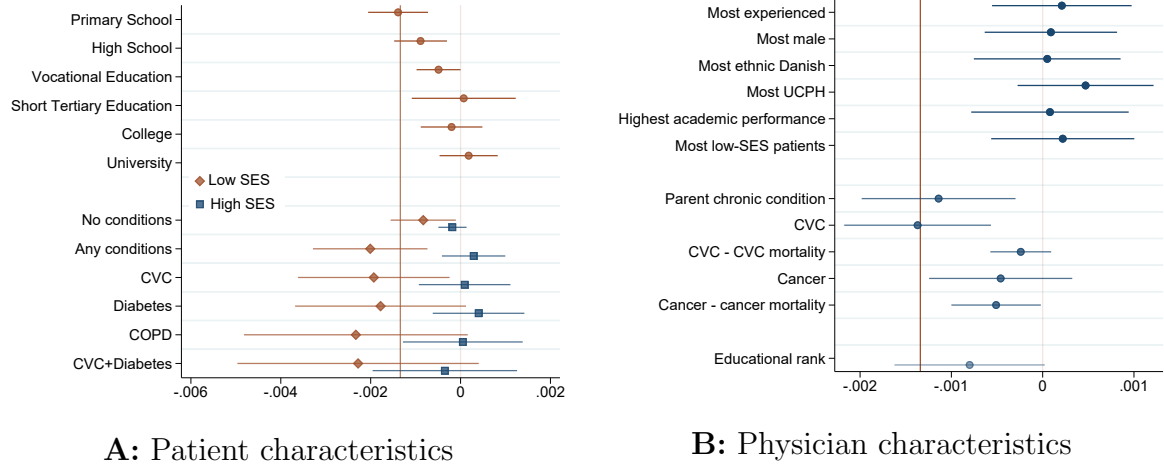 Primary School
High School
Vocational Education
Short Tertiary Education
College
University
Low SES
High SES
No conditions
Any conditions
CVC
Diabetes
COPD
CVC+Diabetes
-.006 -.004 -.002 0 .002
A: Patient characteristics
Most experienced
Most male
Most ethnic Danish
Most UCPH
Highest academic performance
Most low-SES patients
Parent chronic condition
CVC
CVC - CVC mortality
Cancer
Cancer - cancer mortality
Educational rank
-.002 -.001 0 .001
B: Physician characteristics